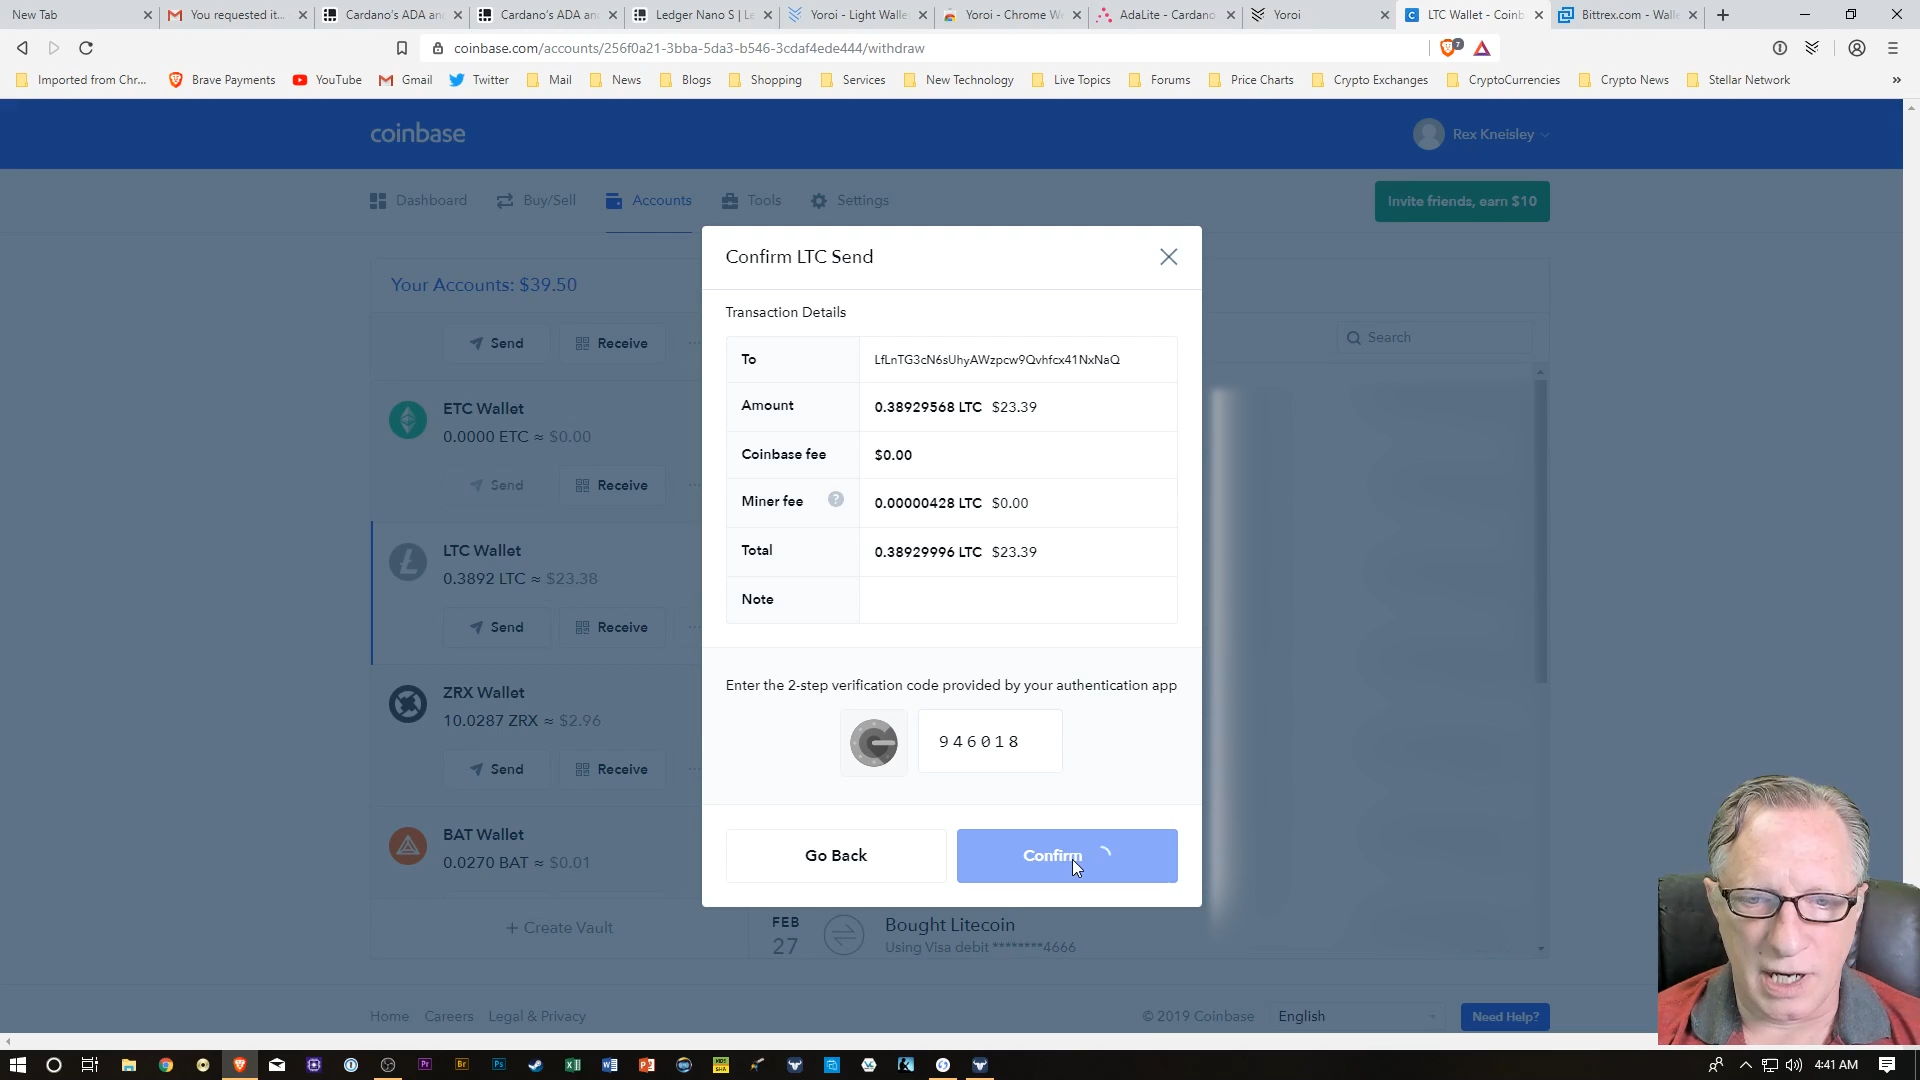 New Tab
You requested it...
Cardano's ADA an
Cardano's ADA an
Ledger Nano S | Le
Yoroi - Light Walle
Yoroi - Chrome We
AdaLite - Cardano
Yoroi
LTC Wallet - Coinb
Bittrex.com - Walle
coinbase.com/accounts/256f0a21-3bba-5da3-b546-3cdaf4ede444/withdraw
7
Imported from Chr...
Brave Payments
YouTube
Gmail
Twitter
Mail
News
Blogs
Shopping
Services
New Technology
Live Topics
Forums
Price Charts
Crypto Exchanges
CryptoCurrencies
Crypto News
Stellar Network
coinbase
Rex Kneisley
Dashboard
Buy/Sell
Accounts
Tools
Settings
Invite friends, earn $10
Your Accounts: $39.50
Send
Receive
Search
ETC Wallet
0.0000 ETC ≈ $0.00
Send
Receive
LTC Wallet
0.3892 LTC ≈ $23.38
Send
Receive
ZRX Wallet
10.0287 ZRX ≈ $2.96
Send
Receive
BAT Wallet
0.0270 BAT ≈ $0.01
+ Create Vault
Confirm LTC Send
Transaction Details
To
LfLnTG3cN6sUhyAWzpcw9Qvhfcx41NxNaQ
Amount
0.38929568 LTC $23.39
Coinbase fee
$0.00
Miner fee ?
0.00000428 LTC $0.00
Total
0.38929996 LTC $23.39
Note
Enter the 2-step verification code provided by your authentication app
946018
Go Back
Confirm
FEB
27
Bought Litecoin
Using Visa debit ********4666
Home
Careers
Legal & Privacy
© 2019 Coinbase
English
Need Help?
4:41 AM